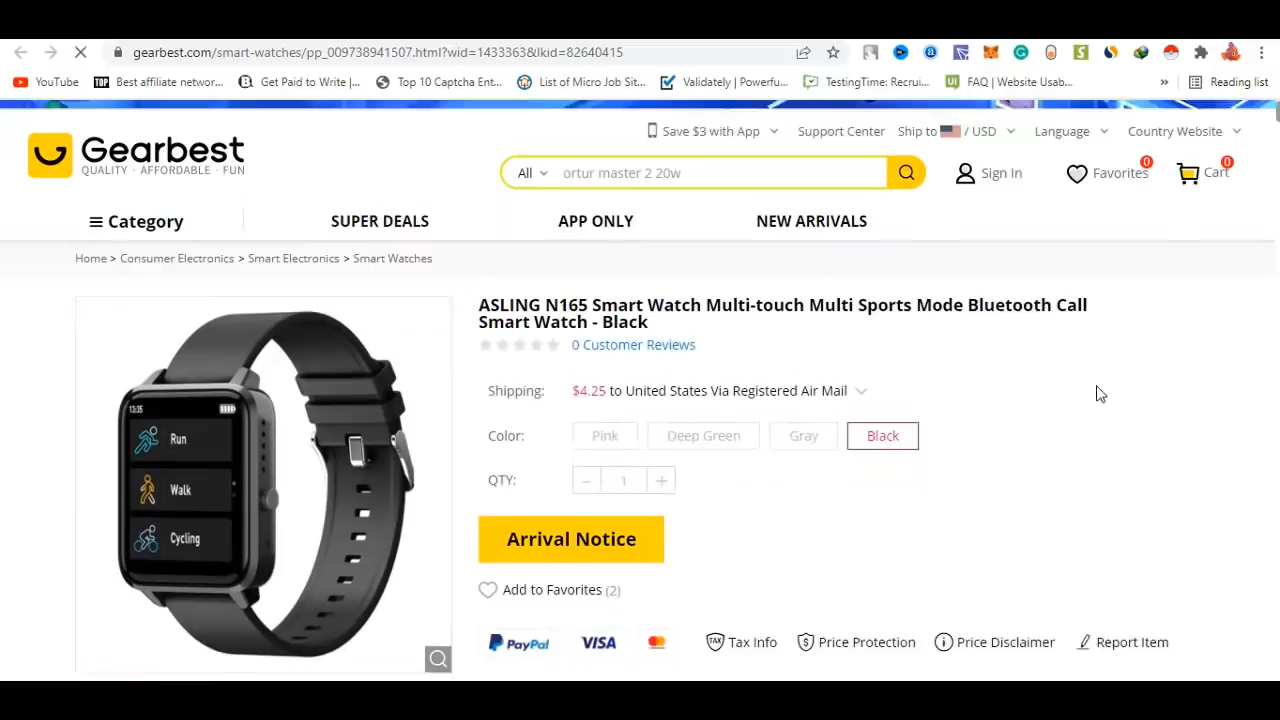 gearbest.com/smart-watches/pp_009738941507.html?wid=1433363&lkid=82640415
YouTube
TOP Best affiliate networ...
Get Paid to Write |...
Top 10 Captcha Ent...
List of Micro Job Sit...
Validately | Powerfu...
TestingTime: Recrui...
UI FAQ | Website Usab...
»
Reading list
Save $3 with App
Support Center
Ship to / USD
Language
Country Website
Gearbest
QUALITY · AFFORDABLE · FUN
All
ortur master 2 20w
Sign In
Favorites 0
Cart 0
Category
SUPER DEALS
APP ONLY
NEW ARRIVALS
Home > Consumer Electronics > Smart Electronics > Smart Watches
ASLING N165 Smart Watch Multi-touch Multi Sports Mode Bluetooth Call
Smart Watch - Black
0 Customer Reviews
Shipping: $4.25 to United States Via Registered Air Mail
Color: Pink Deep Green Gray Black
QTY: – 1 +
Arrival Notice
Add to Favorites (2)
PayPal VISA TAX Tax Info Price Protection Price Disclaimer Report Item
13:35
Run
Walk
Cycling